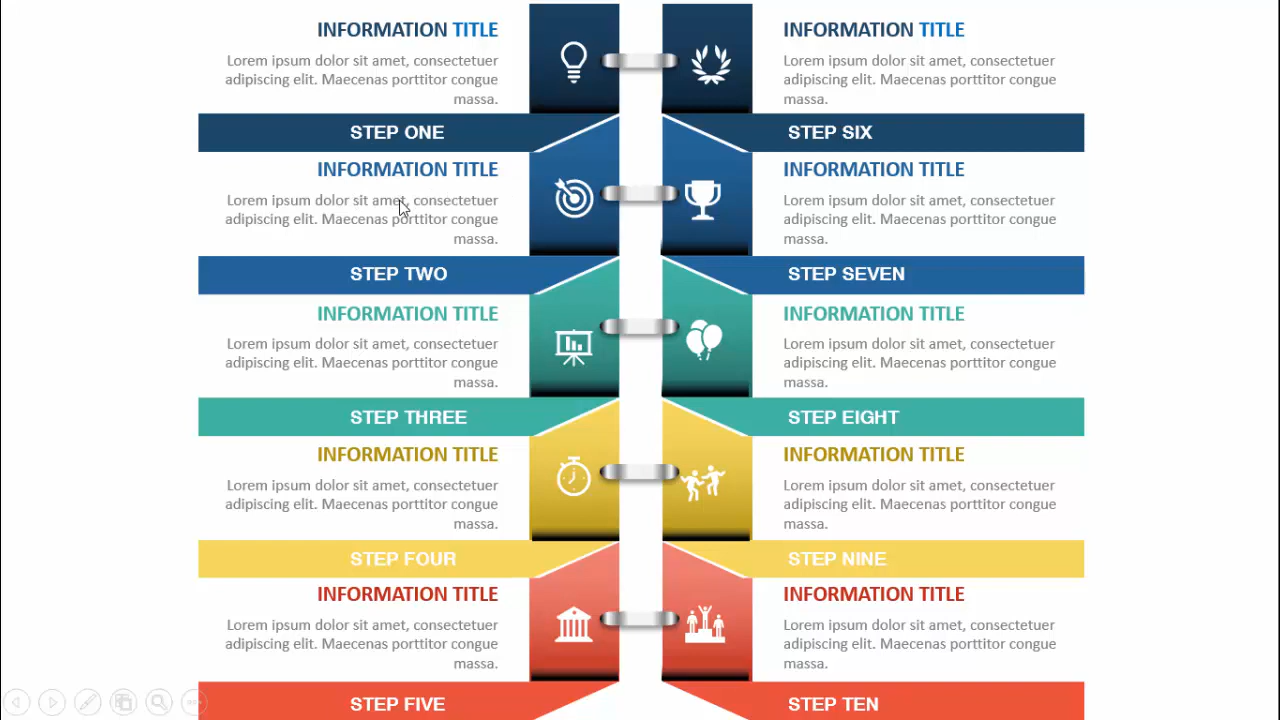 INFORMATION TITLE
Lorem ipsum dolor sit amet, consectetuer
adipiscing elit. Maecenas porttitor congue
massa.
STEP ONE
INFORMATION TITLE
Lorem ipsum dolor sit amet, consectetuer
adipiscing elit. Maecenas porttitor congue
massa.
STEP TWO
INFORMATION TITLE
Lorem ipsum dolor sit amet, consectetuer
adipiscing elit. Maecenas porttitor congue
massa.
STEP THREE
INFORMATION TITLE
Lorem ipsum dolor sit amet, consectetuer
adipiscing elit. Maecenas porttitor congue
massa.
STEP FOUR
INFORMATION TITLE
Lorem ipsum dolor sit amet, consectetuer
adipiscing elit. Maecenas porttitor congue
massa.
STEP FIVE
INFORMATION TITLE
Lorem ipsum dolor sit amet, consectetuer
adipiscing elit. Maecenas porttitor congue
massa.
STEP SIX
INFORMATION TITLE
Lorem ipsum dolor sit amet, consectetuer
adipiscing elit. Maecenas porttitor congue
massa.
STEP SEVEN
INFORMATION TITLE
Lorem ipsum dolor sit amet, consectetuer
adipiscing elit. Maecenas porttitor congue
massa.
STEP EIGHT
INFORMATION TITLE
Lorem ipsum dolor sit amet, consectetuer
adipiscing elit. Maecenas porttitor congue
massa.
STEP NINE
INFORMATION TITLE
Lorem ipsum dolor sit amet, consectetuer
adipiscing elit. Maecenas porttitor congue
massa.
STEP TEN